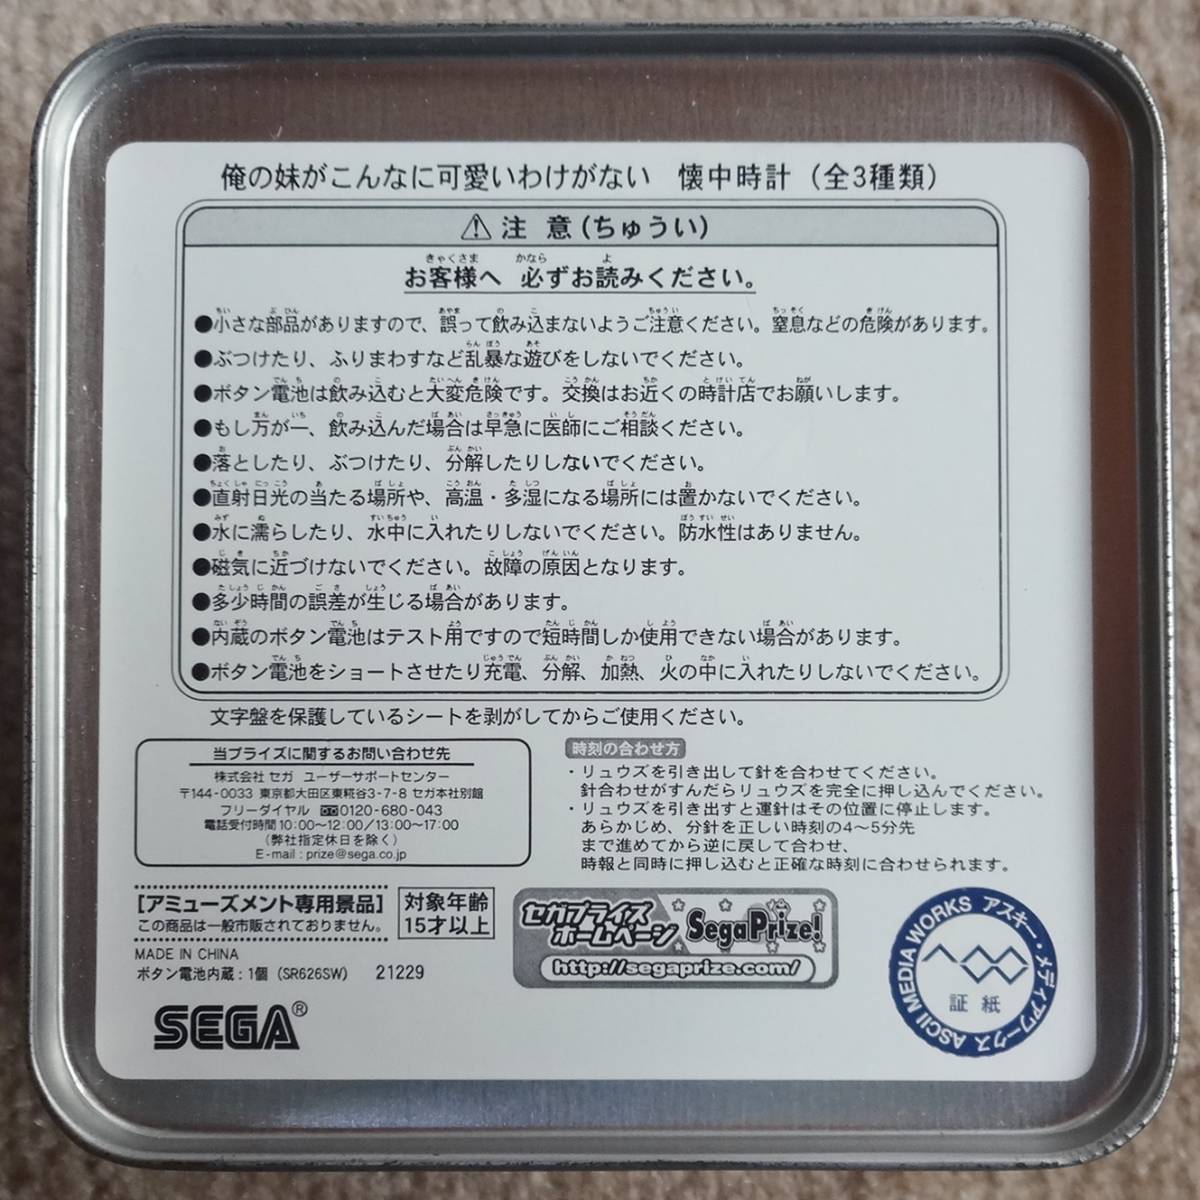 俺の妹がこんなに可愛いわけがない 懐中時計(全3種類)
⚠注 意(ちゅうい)
お客様へ 必ずお読みください。
●小さな部品がありますので、誤って飲み込まないようご注意ください。窒息などの危険があります。
●ぶつけたり、ふりまわすなど乱暴な遊びをしないでください。
●ボタン電池は飲み込むと大変危険です。交換はお近くの時計店でお願いします。
●もし万が一、飲み込んだ場合は早急に医師にご相談ください。
●落としたり、ぶつけたり、分解したりしないでください。
●直射日光の当たる場所や、高温・多湿になる場所には置かないでください。
●水に濡らしたり、水中に入れたりしないでください。防水性はありません。
●磁気に近づけないでください。故障の原因となります。
●多少時間の誤差が生じる場合があります。
●内蔵のボタン電池はテスト用ですので短時間しか使用できない場合があります。
●ボタン電池をショートさせたり充電、分解、加熱、火の中に入れたりしないでください。
文字盤を保護しているシートを剥がしてからご使用ください。
当プライズに関するお問い合わせ先
株式会社 セガ ユーザーサポートセンター
〒144-0033 東京都大田区東糀谷3-7-8 セガ本社別館
フリーダイヤル 0120-680-043
電話受付時間 10:00〜12:00/13:00〜17:00
(弊社指定休日を除く)
E-mail : prize@sega.co.jp
時刻の合わせ方
・リュウズを引き出して針を合わせてください。
針合わせがすんだらリュウズを完全に押し込んでください。
・リュウズを引き出すと運針はその位置に停止します。
あらかじめ、分針を正しい時刻の4〜5分先
まで進めてから逆に戻して合わせ、
時報と同時に押し込むと正確な時刻に合わせられます。
[アミューズメント専用景品]
この商品は一般市販されておりません。
対象年齢
15才以上
MADE IN CHINA
ボタン電池内蔵:1個(SR626SW) 21229
SEGA®
セガプライズ
ホームページ
SegaPrize!
http://segaprize.com/
ASCII MEDIA WORKS アスキー・メディアワークス
証紙